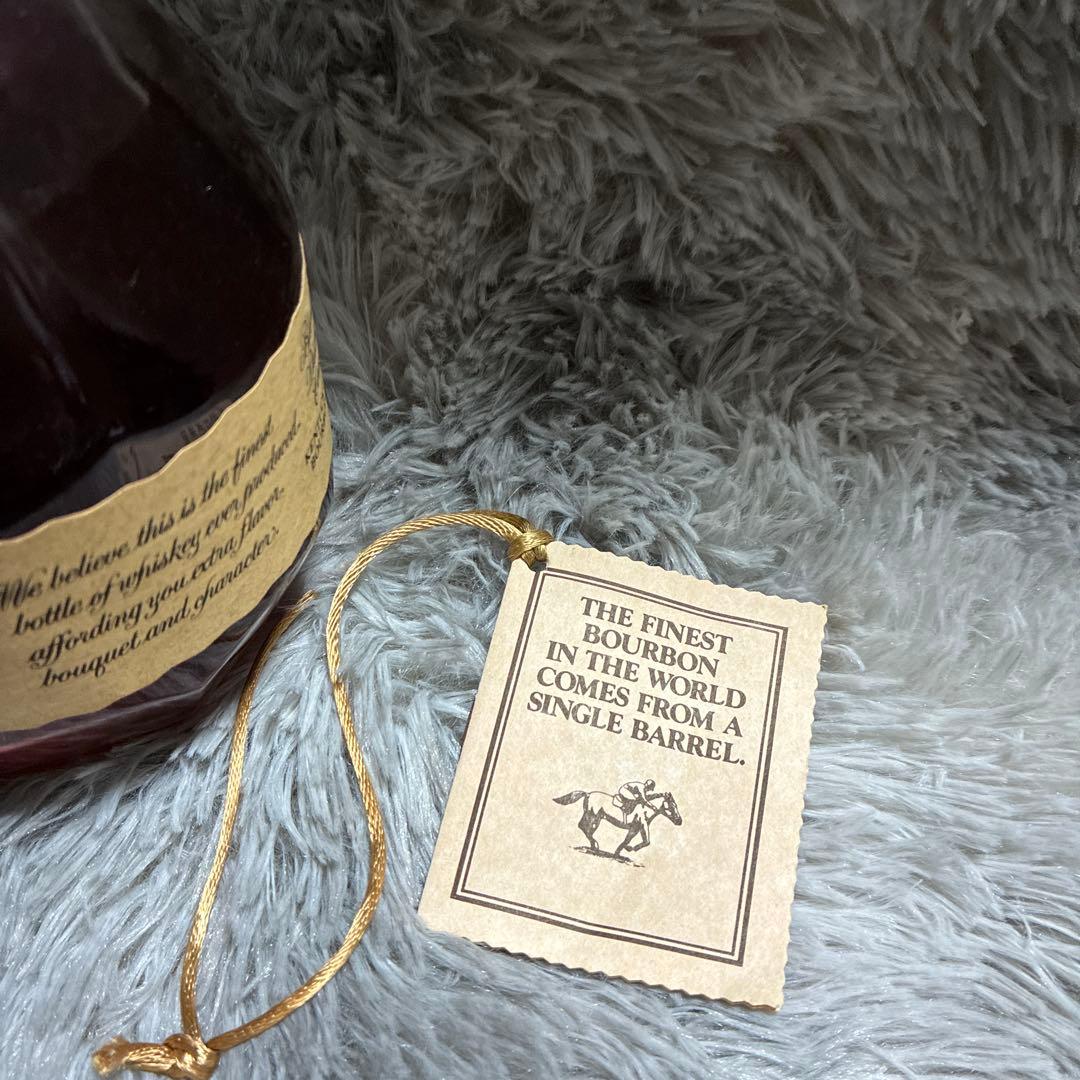 We believe this is the finest
bottle of whiskey ever produced,
affording you extra flavor,
bouquet and character.
THE FINEST
BOURBON
IN THE WORLD
COMES FROM A
SINGLE BARREL.